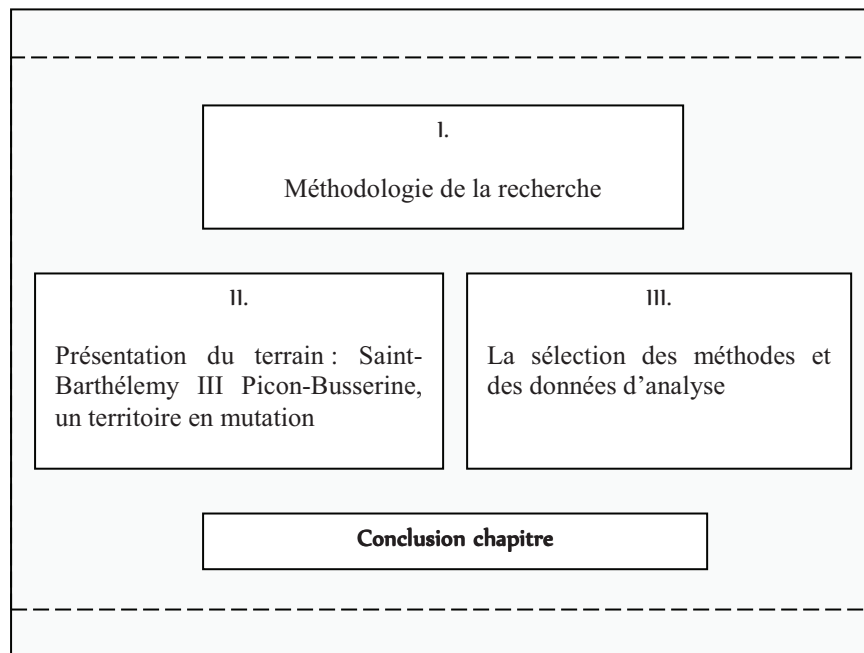 I.
Méthodologie de la recherche
II.
Présentation du terrain : Saint-
Barthélemy III Picon-Busserine,
un territoire en mutation
III.
La sélection des méthodes et
des données d'analyse
Conclusion chapitre